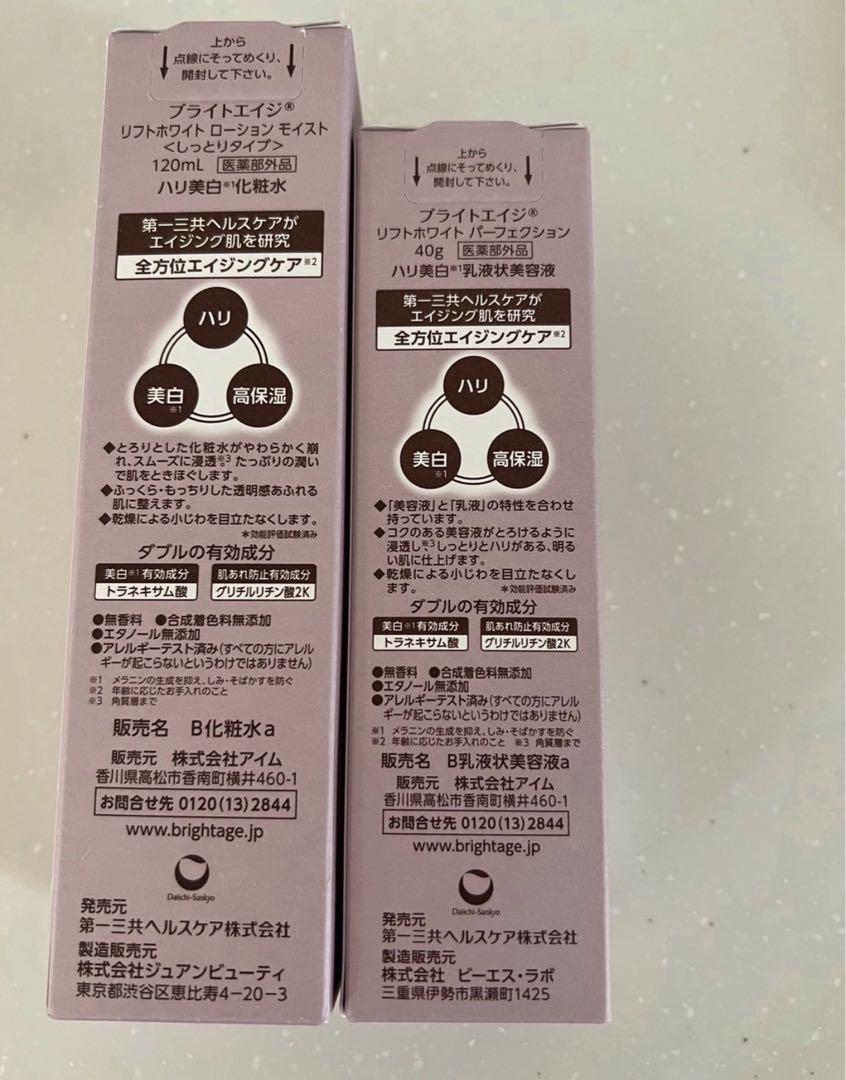 上から
点線にそってめくり、
開封して下さい。
ブライトエイジ®
リフトホワイト ローション モイスト
<しっとりタイプ>
120mL 医薬部外品
ハリ美白※1化粧水
第一三共ヘルスケアが
エイジング肌を研究
全方位エイジングケア※2
ハリ
美白
※1
高保湿
◆とろりとした化粧水がやわらかく崩
れ、スムーズに浸透※3 たっぷりの潤い
で肌をときほぐします。
◆ふっくら・もっちりした透明感あふれる
肌に整えます。
◆乾燥による小じわを目立たなくします。
*効能評価試験済み
ダブルの有効成分
美白※1有効成分
トラネキサム酸
肌あれ防止有効成分
グリチルリチン酸2K
●無香料 ●合成着色料無添加
●エタノール無添加
●アレルギーテスト済み(すべての方にアレル
ギーが起こらないというわけではありません)
※1 メラニンの生成を抑え、しみ・そばかすを防ぐ
※2 年齢に応じたお手入れのこと
※3 角質層まで
販売名 B化粧水a
販売元 株式会社アイム
香川県高松市香南町横井460-1
お問合せ先 0120(13)2844
www.brightage.jp
Daiichi-Sankyo
発売元
第一三共ヘルスケア株式会社
製造販売元
株式会社ジュアンビューティ
東京都渋谷区恵比寿4-20-3
上から
点線にそってめくり、
開封して下さい。
ブライトエイジ®
リフトホワイト パーフェクション
40g 医薬部外品
ハリ美白※1乳液状美容液
第一三共ヘルスケアが
エイジング肌を研究
全方位エイジングケア※2
ハリ
美白
※1
高保湿
◆「美容液」と「乳液」の特性を合わせ
持っています。
◆コクのある美容液がとろけるように
浸透し※3しっとりとハリがある、明る
い肌に仕上げます。
◆乾燥による小じわを目立たなくし
ます。 *効能評価試験済み
ダブルの有効成分
美白※1有効成分
トラネキサム酸
肌あれ防止有効成分
グリチルリチン酸2K
●無香料 ●合成着色料無添加
●エタノール無添加
●アレルギーテスト済み(すべての方にアレル
ギーが起こらないというわけではありません)
※1 メラニンの生成を抑え、しみ・そばかすを防ぐ
※2 年齢に応じたお手入れのこと ※3 角質層まで
販売名 B乳液状美容液a
販売元 株式会社アイム
香川県高松市香南町横井460-1
お問合せ先 0120(13)2844
www.brightage.jp
Daiichi-Sankyo
発売元
第一三共ヘルスケア株式会社
製造販売元
株式会社 ビーエス・ラボ
三重県伊勢市黒瀬町1425